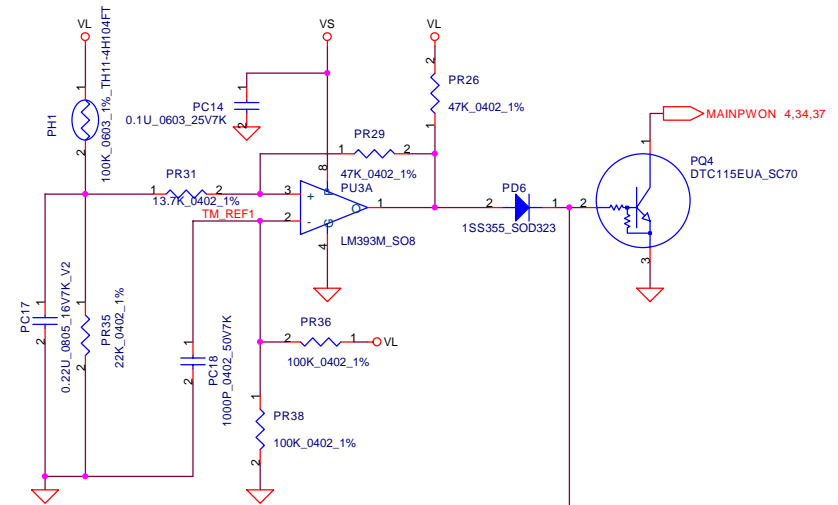 VL
VS
VL
1
PH1
100K_0603_1%_TH11-4H104FT
2
1
PC14
0.1U_0603_25V7K
2
2
PR26
47K_0402_1%
1
MAINPWON 4,34,37
1
PQ4
DTC115EUA_SC70
2
3
PR29
1
2
47K_0402_1%
PR31
1
2
13.7K_0402_1%
TM_REF1
8
PU3A
3
+
P
2
-
G
O
1
4
LM393M_SO8
PD6
2
1
1SS355_SOD323
1
PC17
0.22U_0805_16V7K_V2
2
1
PR35
22K_0402_1%
2
1
PC18
1000P_0402_50V7K
2
PR36
2
1
VL
100K_0402_1%
1
PR38
100K_0402_1%
2